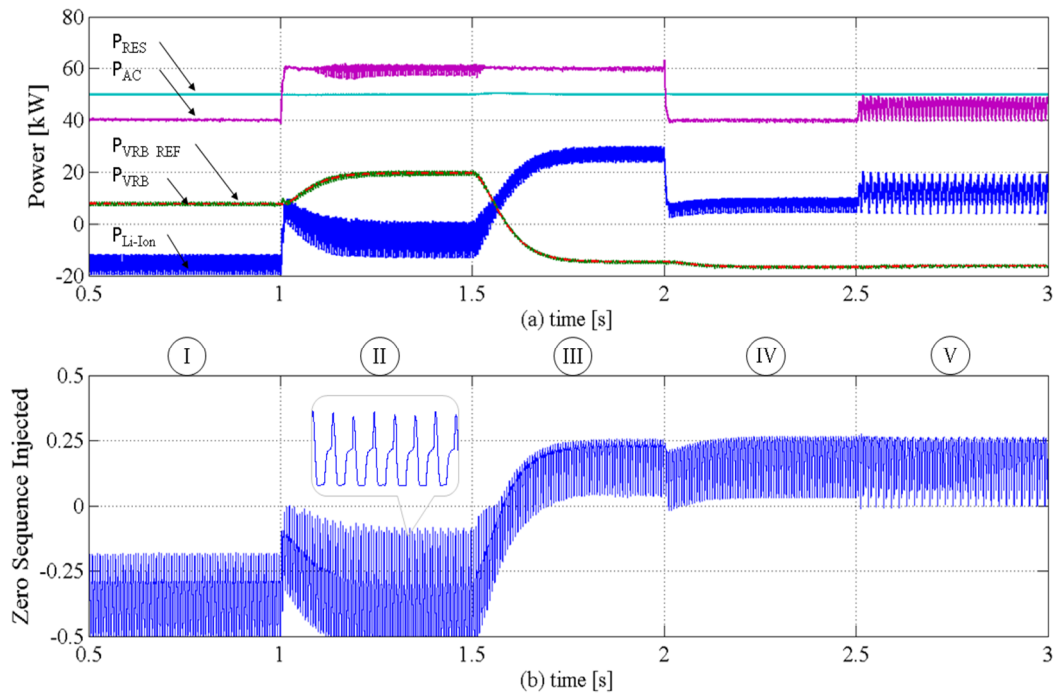 80
60
40
20
0
-20
Power [kW]
P_RES
P_AC
P_VRB REF
P_VRB
P_Li-Ion
0.5 1 1.5 2 2.5 3
(a) time [s]
I II III IV V
0.5
0.25
0
-0.25
-0.5
Zero Sequence Injected
0.5 1 1.5 2 2.5 3
(b) time [s]